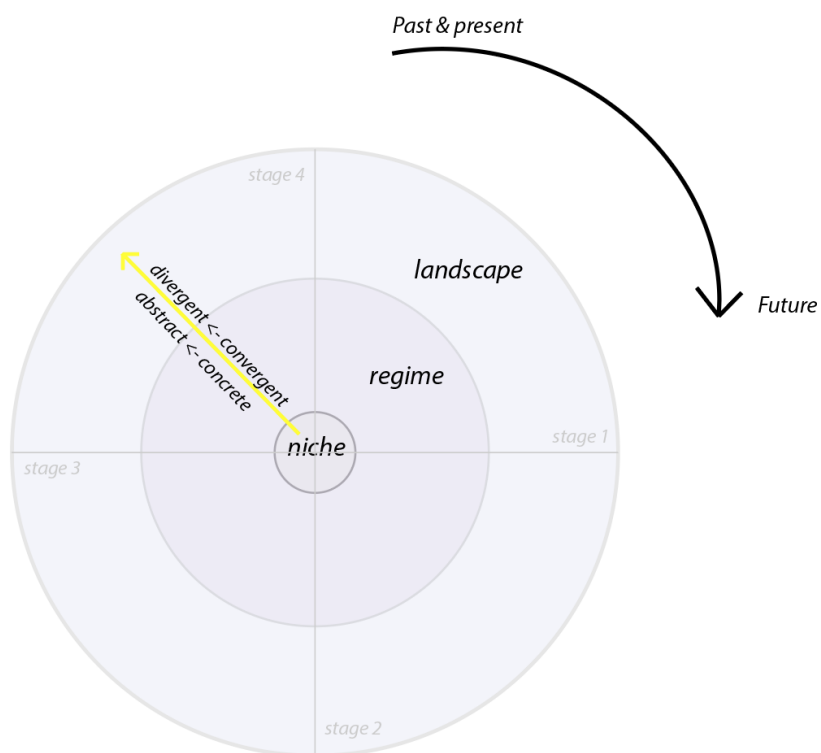 Past & present
stage 4
landscape
divergent <- convergent
abstract <- concrete
Future
regime
stage 1
niche
stage 3
stage 2